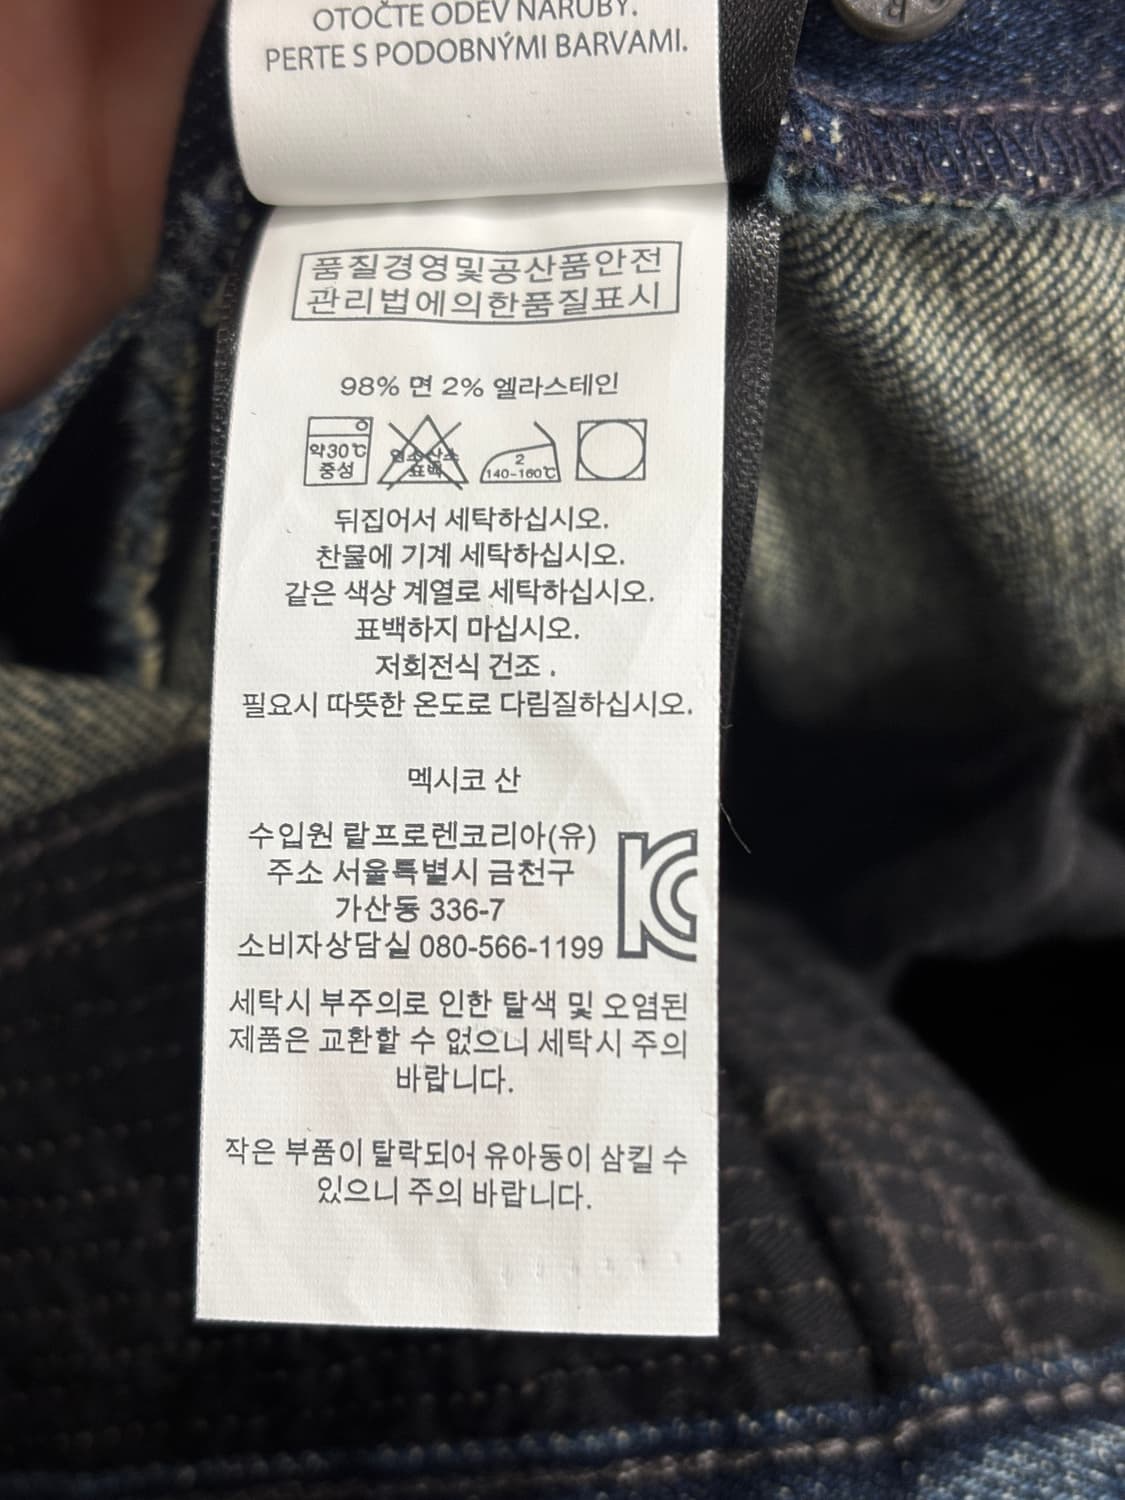 OTOČTE ODĚV NARUBY.
PERTE S PODOBNÝMI BARVAMI.
품질경영및공산품안전
관리법에의한품질표시
98% 면 2% 엘라스테인
약30℃
중성
염소 산소
표백
2
140-160℃
뒤집어서 세탁하십시오.
찬물에 기계 세탁하십시오.
같은 색상 계열로 세탁하십시오.
표백하지 마십시오.
저회전식 건조 .
필요시 따뜻한 온도로 다림질하십시오.
멕시코 산
수입원 랄프로렌코리아(유)
주소 서울특별시 금천구
가산동 336-7
소비자상담실 080-566-1199
세탁시 부주의로 인한 탈색 및 오염된
제품은 교환할 수 없으니 세탁시 주의
바랍니다.
작은 부품이 탈락되어 유아동이 삼킬 수
있으니 주의 바랍니다.